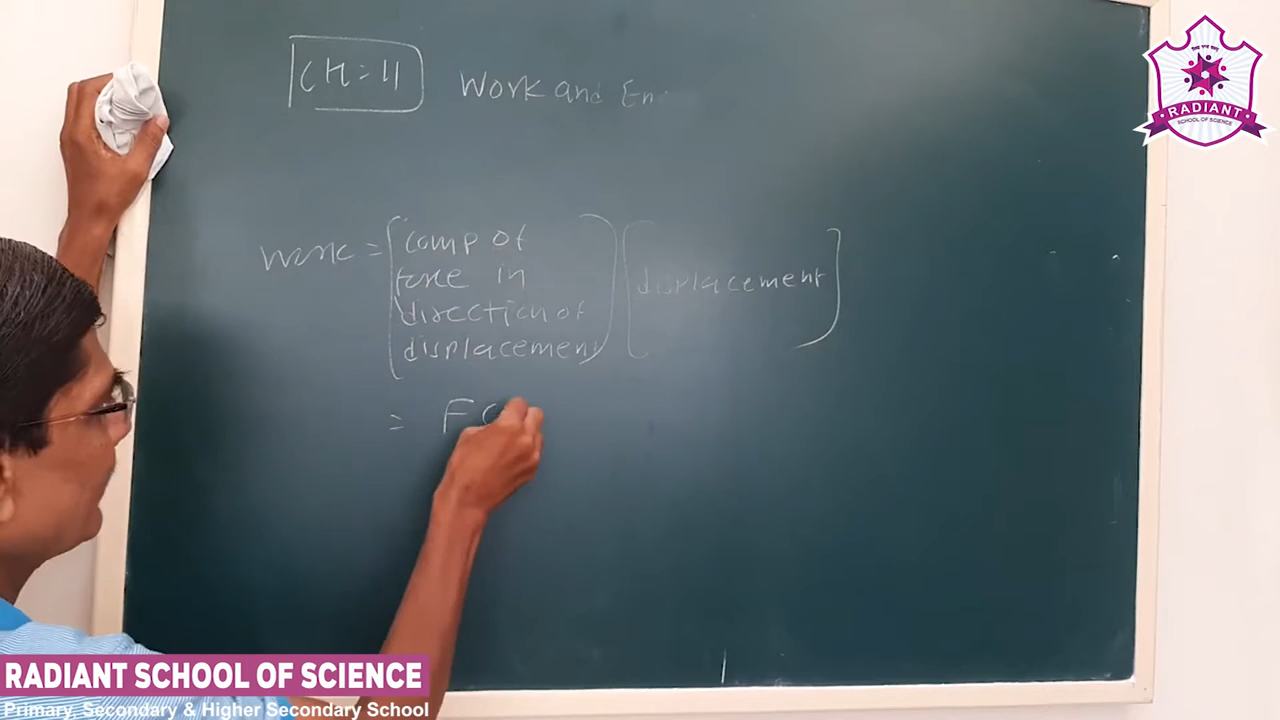 CH = 11 Work and En
Work = (comp of force in direction of displacement) (displacement)
= F C
RADIANT
SCHOOL OF SCIENCE
RADIANT SCHOOL OF SCIENCE
Primary, Secondary & Higher Secondary School